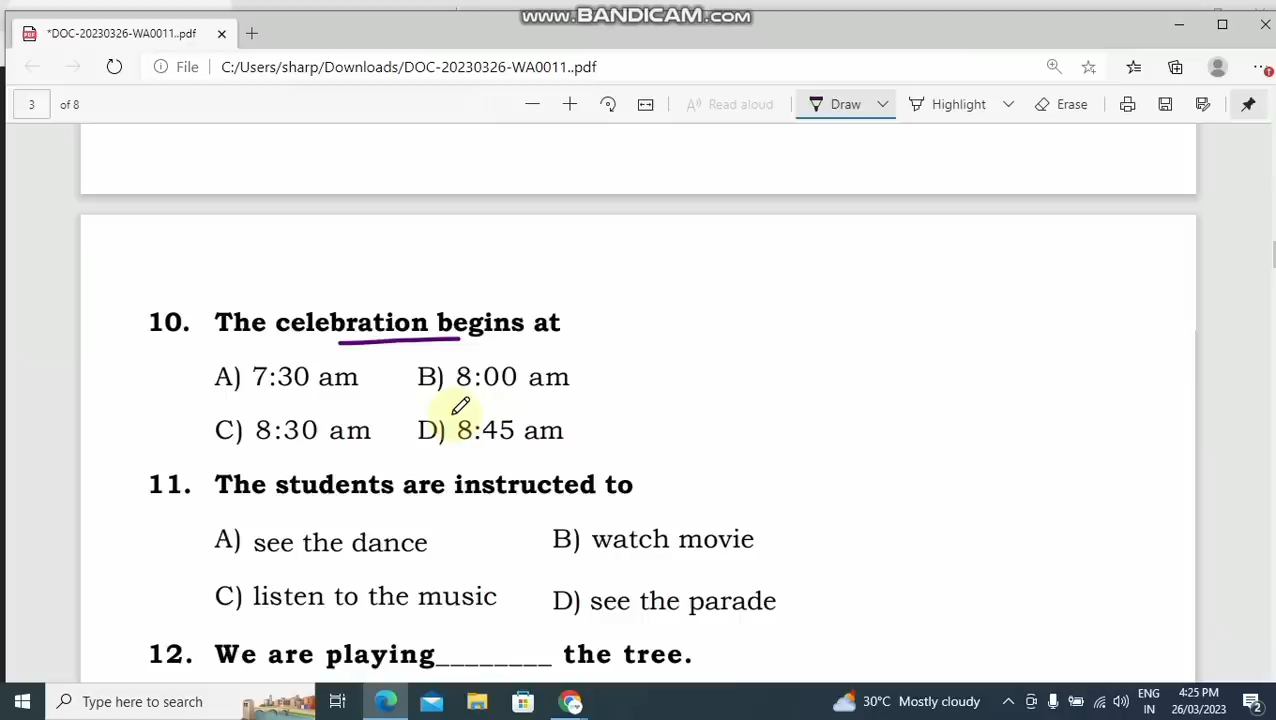 www.BANDICAM.com
*DOC-20230326-WA0011..pdf
File C:/Users/sharp/Downloads/DOC-20230326-WA0011..pdf
3 of 8 Read aloud Draw Highlight Erase
10. The celebration begins at
A) 7:30 am B) 8:00 am
C) 8:30 am D) 8:45 am
11. The students are instructed to
A) see the dance B) watch movie
C) listen to the music D) see the parade
12. We are playing________ the tree.
Type here to search 30°C Mostly cloudy ENG IN 4:25 PM 26/03/2023 2